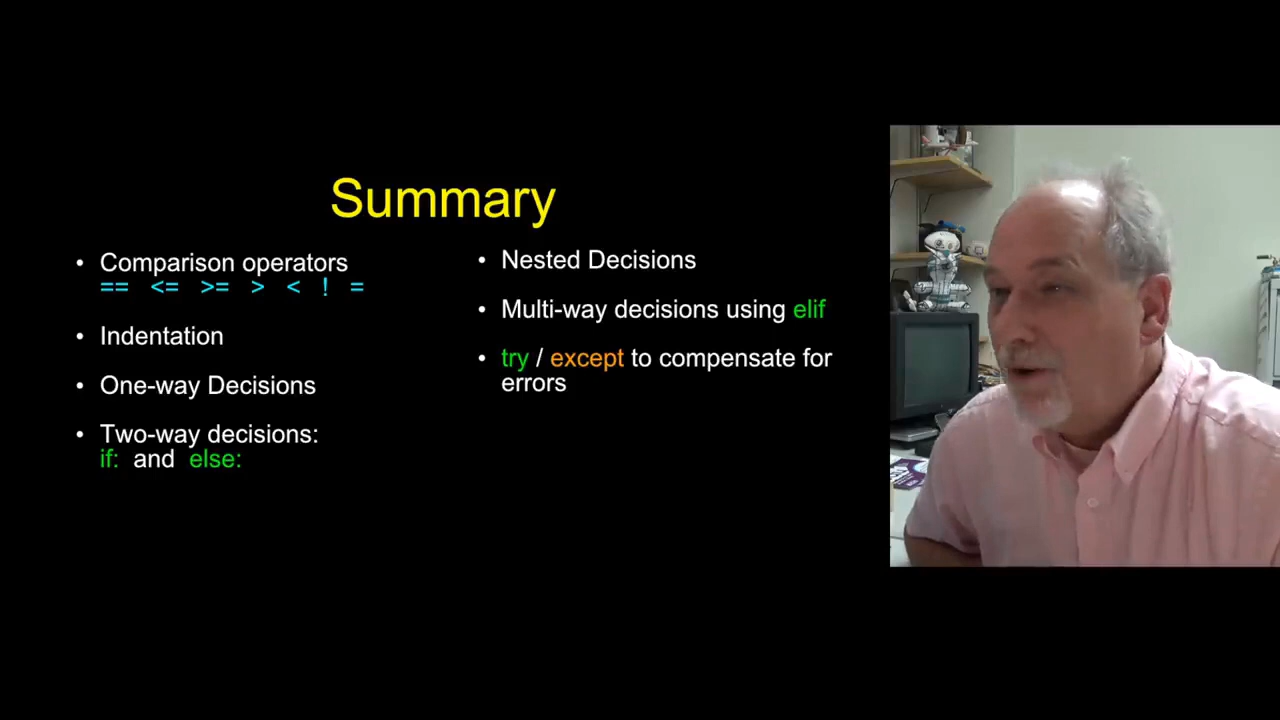 Summary
• Comparison operators
== <= >= > < ! =
• Indentation
• One-way Decisions
• Two-way decisions:
if: and else:
• Nested Decisions
• Multi-way decisions using elif
• try / except to compensate for
errors